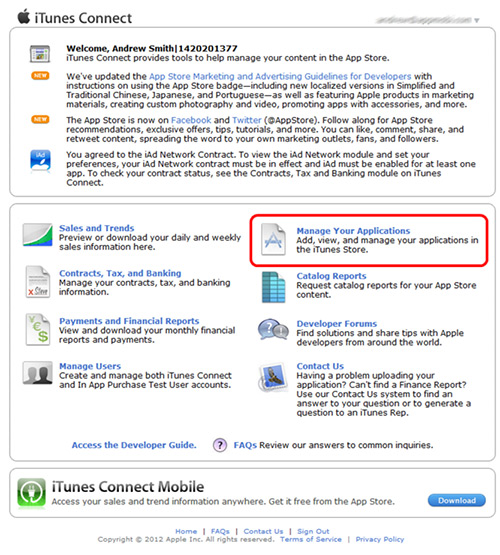 iTunes Connect
Welcome, Andrew Smith|1420201377
iTunes Connect provides tools to help manage your content in the App Store.
NEW
We've updated the App Store Marketing and Advertising Guidelines for Developers with
instructions on using the App Store badge—including new localized versions in Simplified and
Traditional Chinese, Japanese, and Portuguese—as well as featuring Apple products in marketing
materials, creating custom photography and video, promoting apps with accessories, and more.
NEW
The App Store is now on Facebook and Twitter (@AppStore). Follow along for App Store
recommendations, exclusive offers, tips, tutorials, and more. You can like, comment, share, and
retweet content, spreading the word to your own marketing outlets, fans, and followers.
iAd
You agreed to the iAd Network Contract. To view the iAd Network module and set your
preferences, your iAd Network contract must be in effect and iAd must be enabled for at least one
app. To check your contract status, see the Contracts, Tax and Banking module on iTunes
Connect.
Sales and Trends
Preview or download your daily and weekly
sales information here.
Manage Your Applications
Add, view, and manage your applications in
the iTunes Store.
Contracts, Tax, and Banking
Manage your contracts, tax, and banking
information.
Catalog Reports
Request catalog reports for your App Store
content.
Payments and Financial Reports
View and download your monthly financial
reports and payments.
Developer Forums
Find solutions and share tips with Apple
developers from around the world.
Manage Users
Create and manage both iTunes Connect
and In App Purchase Test User accounts.
Contact Us
Having a problem uploading your
application? Can't find a Finance Report?
Use our Contact Us system to find an
answer to your question or to generate a
question to an iTunes Rep.
Access the Developer Guide.
? FAQs Review our answers to common inquiries.
iTunes Connect Mobile
Access your sales and trend information anywhere. Get it free from the App Store.
Download
Home | FAQs | Contact Us | Sign Out
Copyright © 2012 Apple Inc. All rights reserved. Terms of Service | Privacy Policy